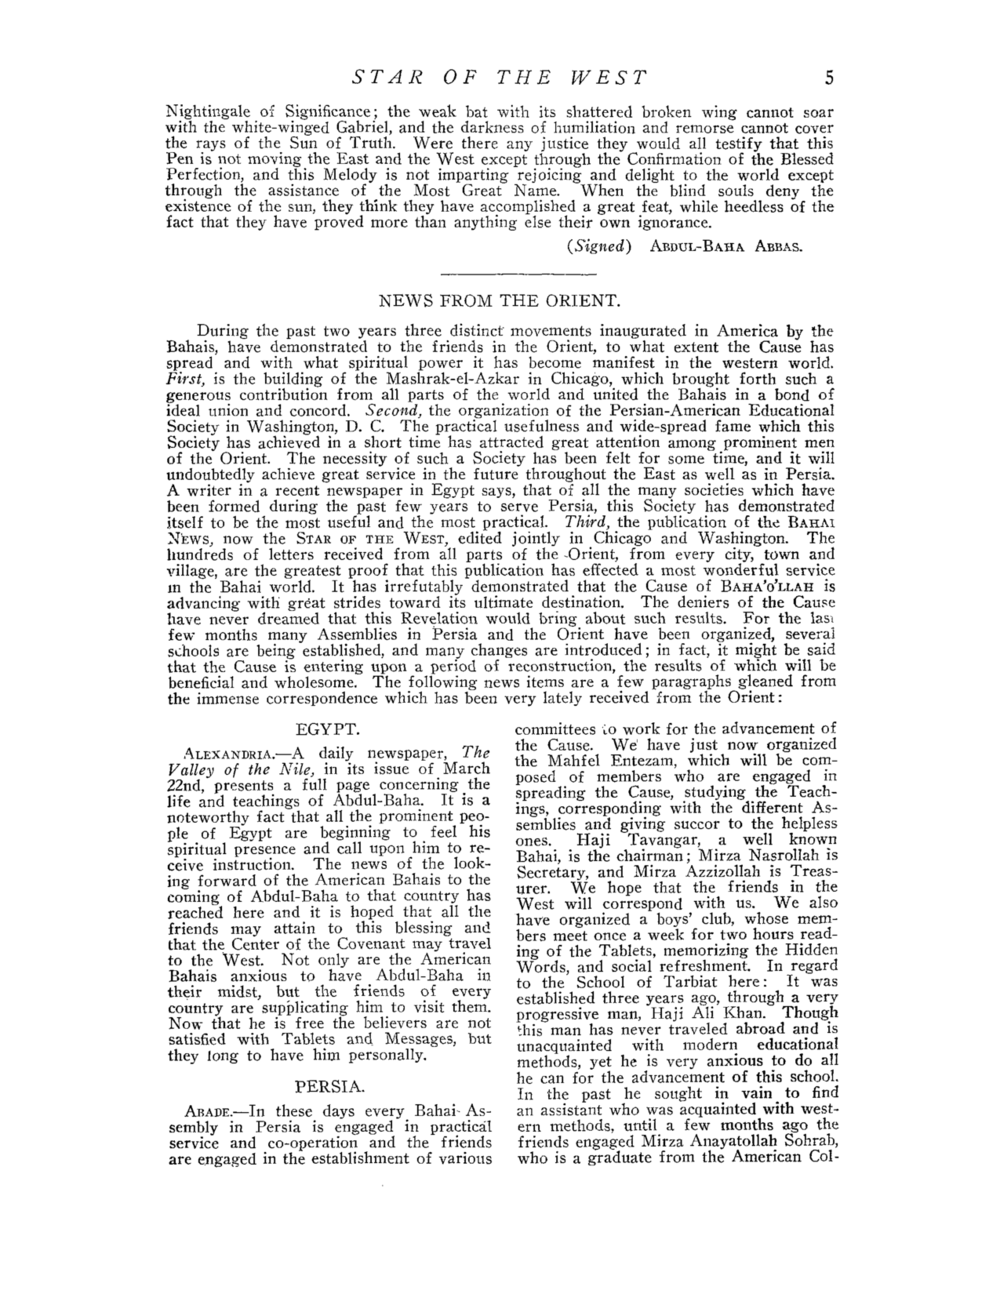 STAR OF THE WEST 5
Nightingale of Significance; the weak bat with its shattered broken wing cannot soar
with the white-winged Gabriel, and the darkness of humiliation and remorse cannot cover
the rays of the Sun of Truth. Were there any justice they would all testify that this
Pen is not moving the East and the West except through the Confirmation of the Blessed
Perfection, and this Melody is not imparting rejoicing and delight to the world except
through the assistance of the Most Great Name. When the blind souls deny the
existence of the sun, they think they have accomplished a great feat, while heedless of the
fact that they have proved more than anything else their own ignorance.
(Signed) ABDUL-BAHA ABBAS.
NEWS FROM THE ORIENT.
During the past two years three distinct movements inaugurated in America by the
Bahais, have demonstrated to the friends in the Orient, to what extent the Cause has
spread and with what spiritual power it has become manifest in the western world.
First, is the building of the Mashrak-el-Azkar in Chicago, which brought forth such a
generous contribution from all parts of the world and united the Bahais in a bond of
ideal union and concord. Second, the organization of the Persian-American Educational
Society in Washington, D. C. The practical usefulness and wide-spread fame which this
Society has achieved in a short time has attracted great attention among prominent men
of the Orient. The necessity of such a Society has been felt for some time, and it will
undoubtedly achieve great service in the future throughout the East as well as in Persia.
A writer in a recent newspaper in Egypt says, that of all the many societies which have
been formed during the past few years to serve Persia, this Society has demonstrated
itself to be the most useful and the most practical. Third, the publication of the BAHAI
NEWS, now the STAR OF THE WEST, edited jointly in Chicago and Washington. The
hundreds of letters received from all parts of the Orient, from every city, town and
village, are the greatest proof that this publication has effected a most wonderful service
in the Bahai world. It has irrefutably demonstrated that the Cause of BAHA'O'LLAH is
advancing with great strides toward its ultimate destination. The deniers of the Cause
have never dreamed that this Revelation would bring about such results. For the last
few months many Assemblies in Persia and the Orient have been organized, several
schools are being established, and many changes are introduced; in fact, it might be said
that the Cause is entering upon a period of reconstruction, the results of which will be
beneficial and wholesome. The following news items are a few paragraphs gleaned from
the immense correspondence which has been very lately received from the Orient:
EGYPT.
ALEXANDRIA.—A daily newspaper, The
Valley of the Nile, in its issue of March
22nd, presents a full page concerning the
life and teachings of Abdul-Baha. It is a
noteworthy fact that all the prominent peo-
ple of Egypt are beginning to feel his
spiritual presence and call upon him to re-
ceive instruction. The news of the look-
ing forward of the American Bahais to the
coming of Abdul-Baha to that country has
reached here and it is hoped that all the
friends may attain to this blessing and
that the Center of the Covenant may travel
to the West. Not only are the American
Bahais anxious to have Abdul-Baha in
their midst, but the friends of every
country are supplicating him to visit them.
Now that he is free the believers are not
satisfied with Tablets and Messages, but
they long to have him personally.
PERSIA.
ABADE.—In these days every Bahai As-
sembly in Persia is engaged in practical
service and co-operation and the friends
are engaged in the establishment of various
committees to work for the advancement of
the Cause. We have just now organized
the Mahfel Entezam, which will be com-
posed of members who are engaged in
spreading the Cause, studying the Teach-
ings, corresponding with the different As-
semblies and giving succor to the helpless
ones. Haji Tavangar, a well known
Bahai, is the chairman; Mirza Nasrollah is
Secretary, and Mirza Azzizollah is Treas-
urer. We hope that the friends in the
West will correspond with us. We also
have organized a boys' club, whose mem-
bers meet once a week for two hours read-
ing of the Tablets, memorizing the Hidden
Words, and social refreshment. In regard
to the School of Tarbiat here: It was
established three years ago, through a very
progressive man, Haji Ali Khan. Though
this man has never traveled abroad and is
unacquainted with modern educational
methods, yet he is very anxious to do all
he can for the advancement of this school.
In the past he sought in vain to find
an assistant who was acquainted with west-
ern methods, until a few months ago the
friends engaged Mirza Anayatollah Sohrab,
who is a graduate from the American Col-